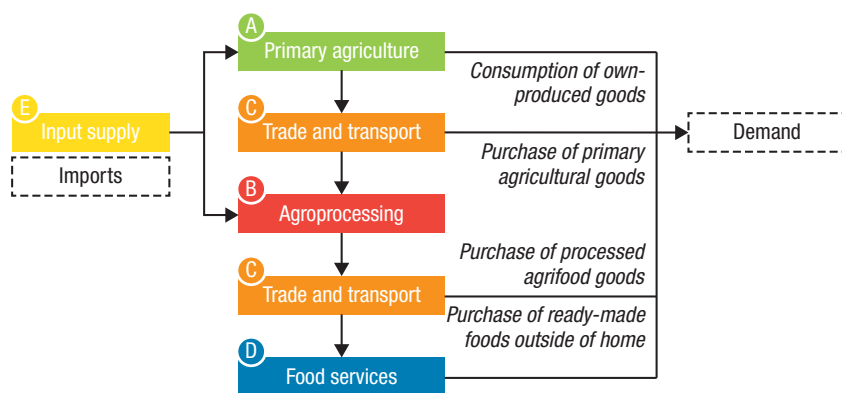 A
Primary agriculture
Consumption of own-
produced goods
E
Input supply
Imports
C
Trade and transport
Demand
Purchase of primary
agricultural goods
B
Agroprocessing
Purchase of processed
agrifood goods
C
Trade and transport
Purchase of ready-made
foods outside of home
D
Food services